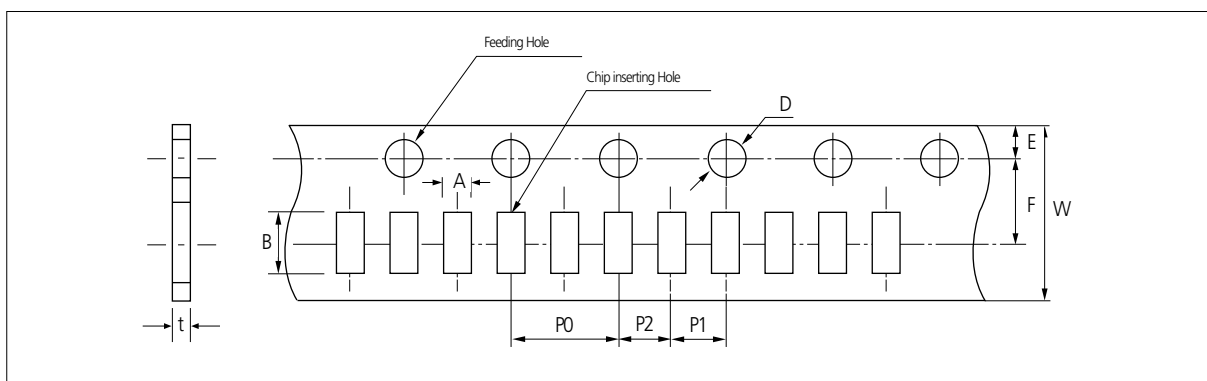 Feeding Hole
Chip inserting Hole
D
E
A
F
W
B
P0
P2
P1
t